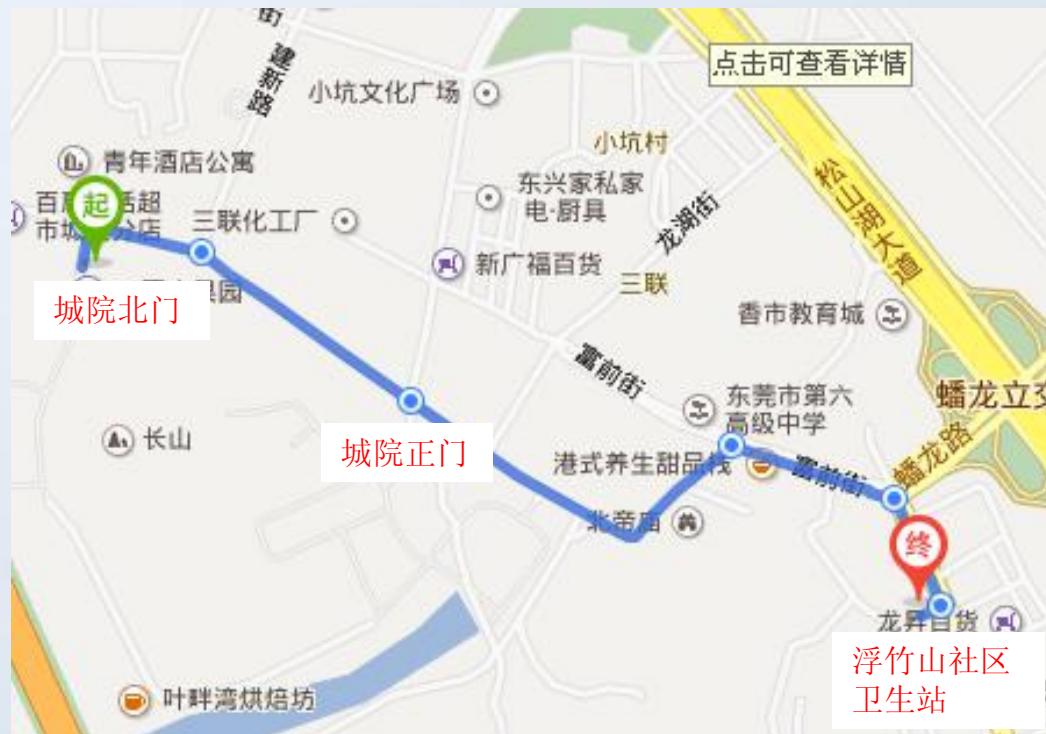 街
建新路
小坑文化广场
点击可查看详情
小坑村
青年酒店公寓
起
三联化工厂
东兴家私家
电·厨具
龙湖街
松山湖大道
新广福百货
三联
城院北门
香市教育城
富前街
东莞市第六
高级中学
蟠龙立交
长山
城院正门
港式养生甜品栈
富前街
蟠龙路
北帝庙
终
龙昇百货
浮竹山社区
卫生站
叶畔湾烘焙坊